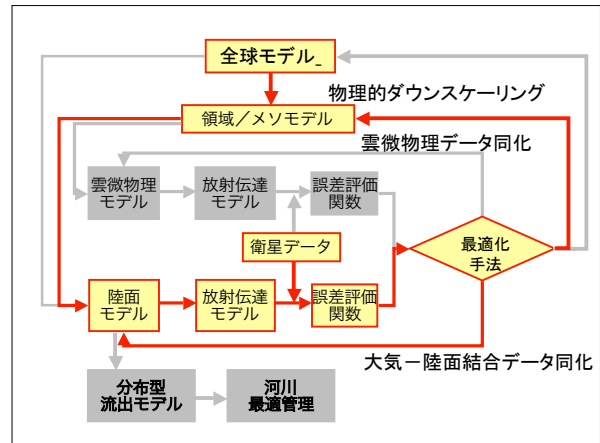 全球モデル_
物理的ダウンスケーリング
領域／メソモデル
雲微物理データ同化
雲微物理
モデル
放射伝達
モデル
誤差評価
関数
衛星データ
最適化
手法
陸面
モデル
放射伝達
モデル
誤差評価
関数
大気－陸面結合データ同化
分布型
流出モデル
河川
最適管理